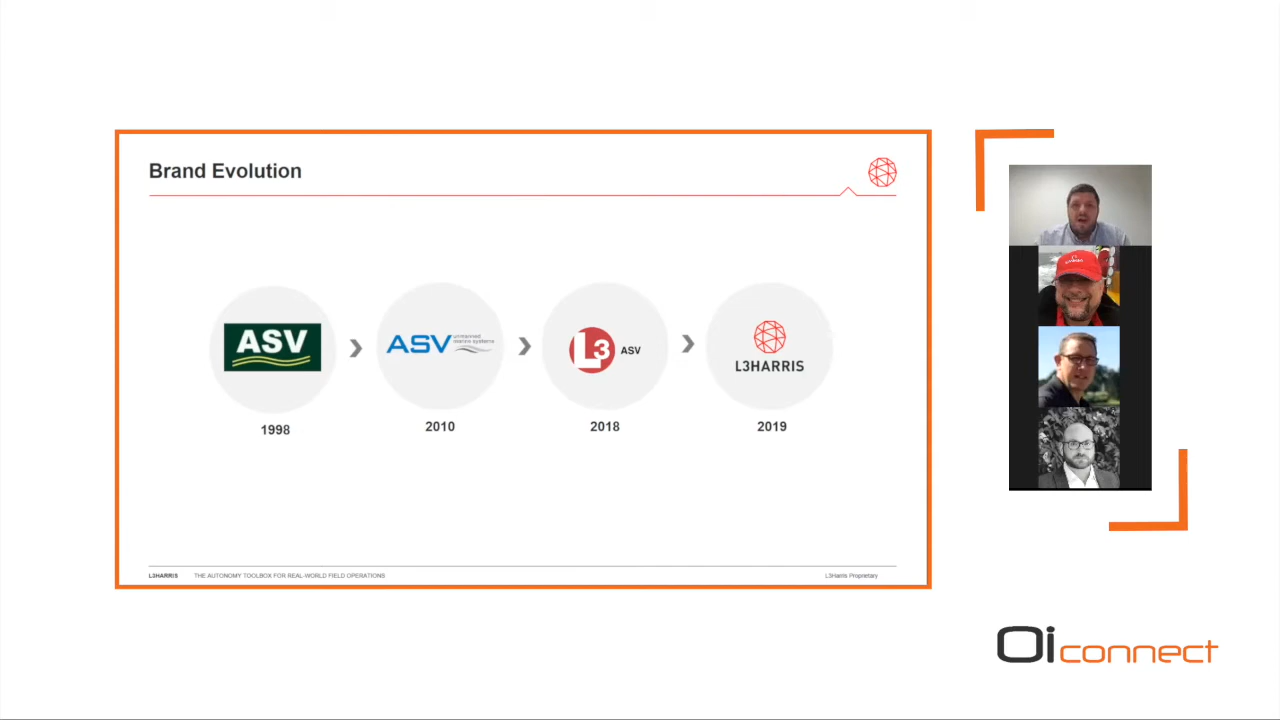 Brand Evolution
ASV
ASV unmanned marine systems
L3 ASV
L3HARRIS
1998
2010
2018
2019
L3HARRIS THE AUTONOMY TOOLBOX FOR REAL-WORLD FIELD OPERATIONS L3Harris Proprietary
Oi connect